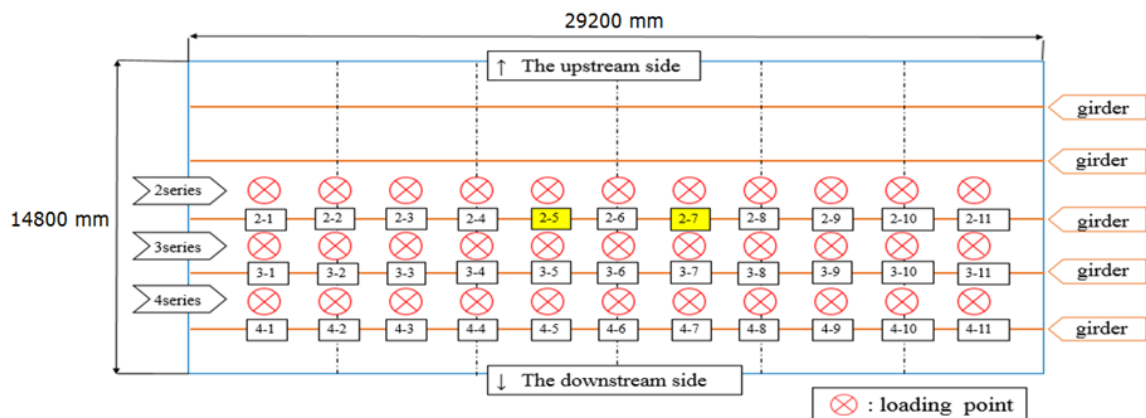 29200 mm
↑ The upstream side
girder
girder
2series
14800 mm
2-1 2-2 2-3 2-4 2-5 2-6 2-7 2-8 2-9 2-10 2-11
girder
3series
3-1 3-2 3-3 3-4 3-5 3-6 3-7 3-8 3-9 3-10 3-11
girder
4series
4-1 4-2 4-3 4-4 4-5 4-6 4-7 4-8 4-9 4-10 4-11
girder
↓ The downstream side
: loading point